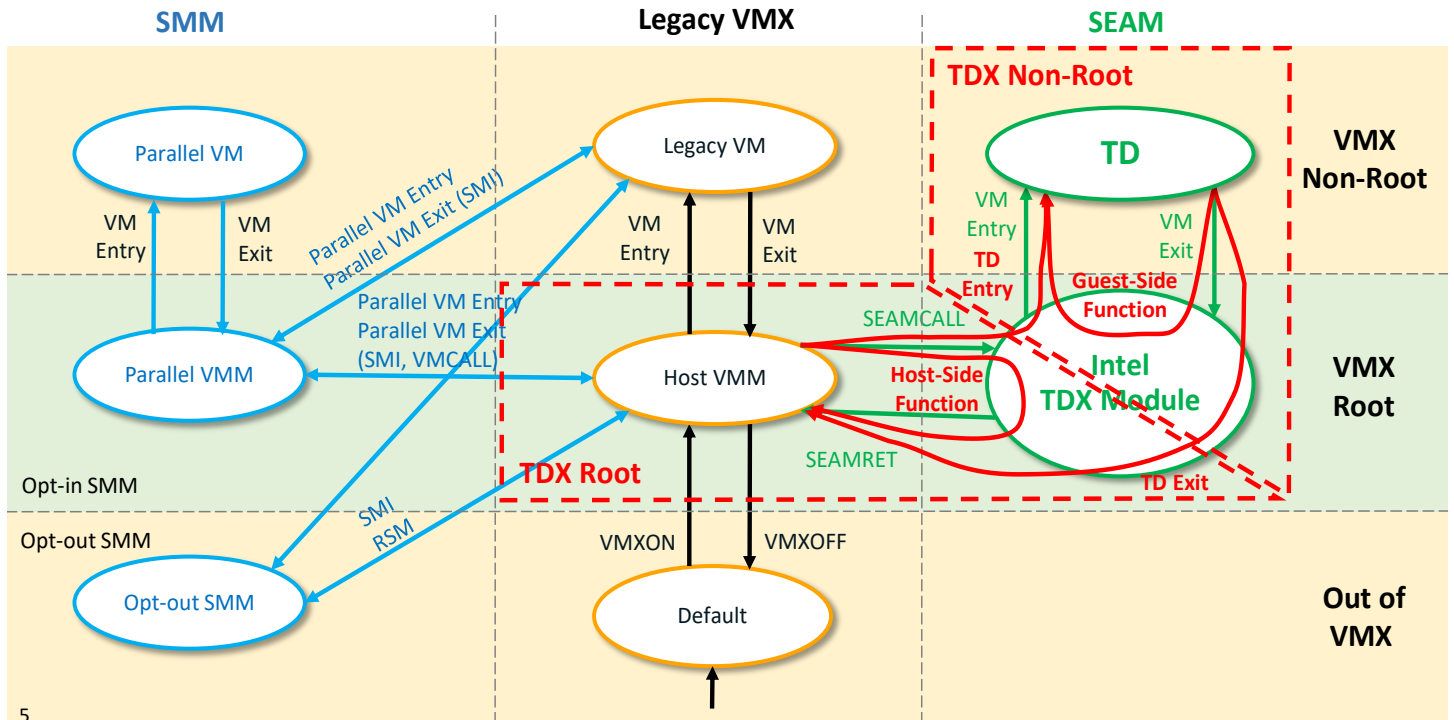 SMM
Legacy VMX
SEAM
TDX Non-Root
Parallel VM
Legacy VM
TD
VMX
Non-Root
VM
Entry
VM
Exit
Parallel VM Entry
Parallel VM Exit (SMI)
VM
Entry
VM
Exit
VM
Entry
TD
Entry
VM
Exit
Guest-Side
Function
Parallel VM Entry
Parallel VM Exit
(SMI, VMCALL)
SEAMCALL
Parallel VMM
Host VMM
Host-Side
Function
Intel
TDX Module
VMX
Root
SEAMRET
TDX Root
TD Exit
Opt-in SMM
Opt-out SMM
SMI
RSM
VMXON
VMXOFF
Opt-out SMM
Default
Out of
VMX
5